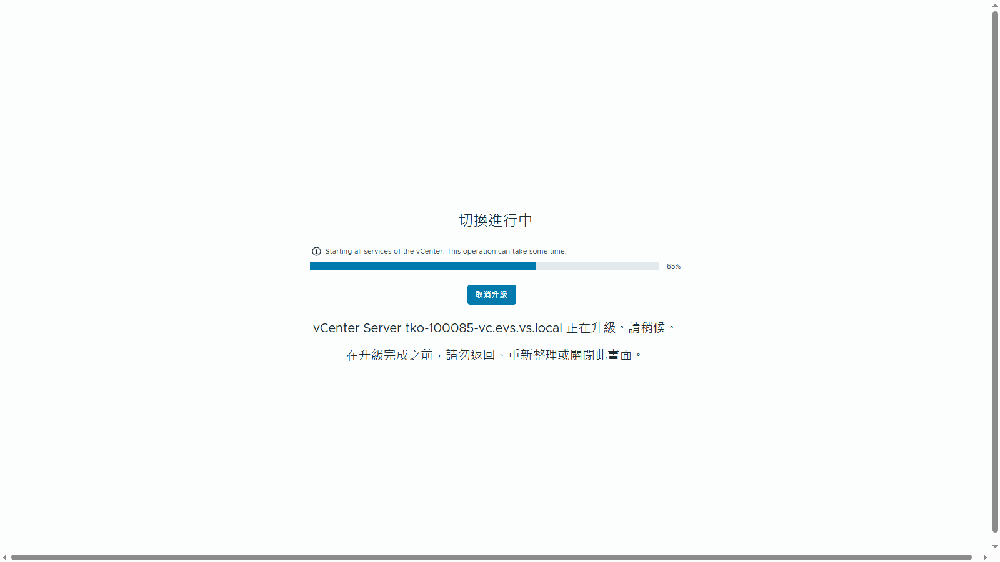 切換進行中
Starting all services of the vCenter. This operation can take some time.
65%
取消升級
vCenter Server tko-100085-vc.evs.vs.local 正在升級。請稍候。
在升級完成之前，請勿返回、重新整理或關閉此畫面。